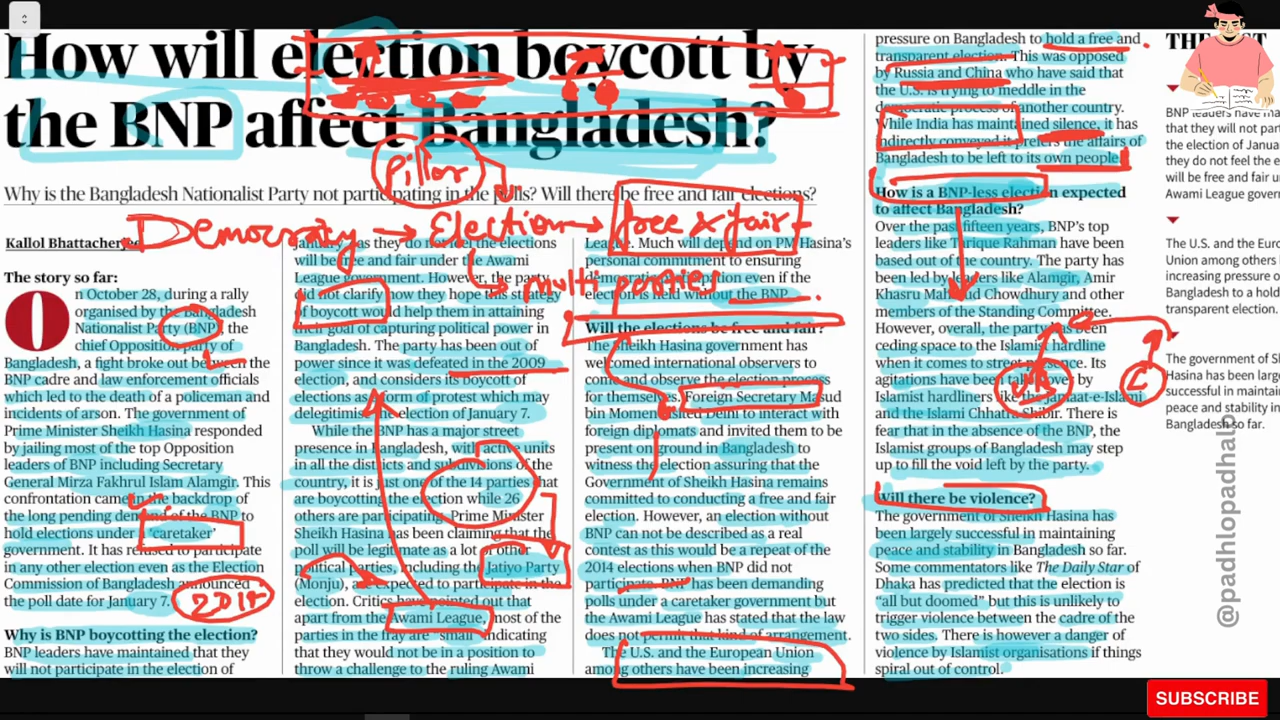 How will election boycott by
the BNP affect Bangladesh?
Why is the Bangladesh Nationalist Party not participating in the polls? Will there be free and fair elections?
Pillar
Democracy → Election → free & fair
multi parties
Kallol Bhattacherjee
The story so far:
On October 28, during a rally
organised by the Bangladesh
Nationalist Party (BNP), the
chief Opposition party of
Bangladesh, a fight broke out between the
BNP cadre and law enforcement officials
which led to the death of a policeman and
incidents of arson. The government of
Prime Minister Sheikh Hasina responded
by jailing most of the top Opposition
leaders of BNP including Secretary
General Mirza Fakhrul Islam Alamgir. This
confrontation came in the backdrop of
the long pending demand of the BNP to
hold elections under a 'caretaker'
government. It has refused to participate
in any other election even as the Election
Commission of Bangladesh announced
the poll date for January 7.
Why is BNP boycotting the election?
BNP leaders have maintained that they
will not participate in the election of
January 7 as they do not feel the elections
will be free and fair under the Awami
League government. However, the party
did not clarify how they hope this strategy
of boycott would help them in attaining
their goal of capturing political power in
Bangladesh. The party has been out of
power since it was defeated in the 2009
election, and considers its boycott of
elections as a form of protest which may
delegitimise the election of January 7.
While the BNP has a major street
presence in Bangladesh, with active units
in all the districts and subdivisions of the
country, it is just one of the 14 parties that
are boycotting the election while 26
others are participating. Prime Minister
Sheikh Hasina has been claiming that the
poll will be legitimate as a lot of other
political parties, including the Jatiyo Party
(Monju), are expected to participate in the
election. Critics have pointed out that
apart from the Awami League, most of the
parties in the fray are "small" indicating
that they would not be in a position to
throw a challenge to the ruling Awami
League. Much will depend on PM Hasina's
personal commitment to ensuring
democratic participation even if the
election is held without the BNP.
Will the elections be free and fair?
The Sheikh Hasina government has
welcomed international observers to
come and observe the election process
for themselves. Foreign Secretary Masud
bin Momen visited Delhi to interact with
foreign diplomats and invited them to be
present on ground in Bangladesh to
witness the election assuring that the
Government of Sheikh Hasina remains
committed to conducting a free and fair
election. However, an election without
BNP can not be described as a real
contest as this would be a repeat of the
2014 elections when BNP did not
participate. BNP has been demanding
polls under a caretaker government but
the Awami League has stated that the law
does not permit that kind of arrangement.
The U.S. and the European Union
among others have been increasing
pressure on Bangladesh to hold a free and
transparent election. This was opposed
by Russia and China who have said that
the U.S. is trying to meddle in the
democratic process of another country.
While India has maintained silence, it has
indirectly conveyed it prefers the affairs of
Bangladesh to be left to its own people.
How is a BNP-less election expected
to affect Bangladesh?
Over the past fifteen years, BNP's top
leaders like Tarique Rahman have been
based out of the country. The party has
been led by leaders like Alamgir, Amir
Khasru Mahmud Chowdhury and other
members of the Standing Committee.
However, overall, the party has been
ceding space to the Islamist hardline
when it comes to street presence. Its
agitations have been taken over by
Islamist hardliners like the Jamaat-e-Islami
and the Islami Chhatra Shibir. There is
fear that in the absence of the BNP, the
Islamist groups of Bangladesh may step
up to fill the void left by the party.
Will there be violence?
The government of Sheikh Hasina has
been largely successful in maintaining
peace and stability in Bangladesh so far.
Some commentators like The Daily Star of
Dhaka has predicted that the election is
"all but doomed" but this is unlikely to
trigger violence between the cadre of the
two sides. There is however a danger of
violence by Islamist organisations if things
spiral out of control.
BNP leaders have ma
that they will not par
the election of Janua
they do not feel the e
will be free and fair u
Awami League gover
The U.S. and the Eur
Union among others
increasing pressure o
Bangladesh to hold a
transparent election.
The government of S
Hasina has been larg
successful in maintai
peace and stability in
Bangladesh so far.
@padhlopadhalo
SUBSCRIBE